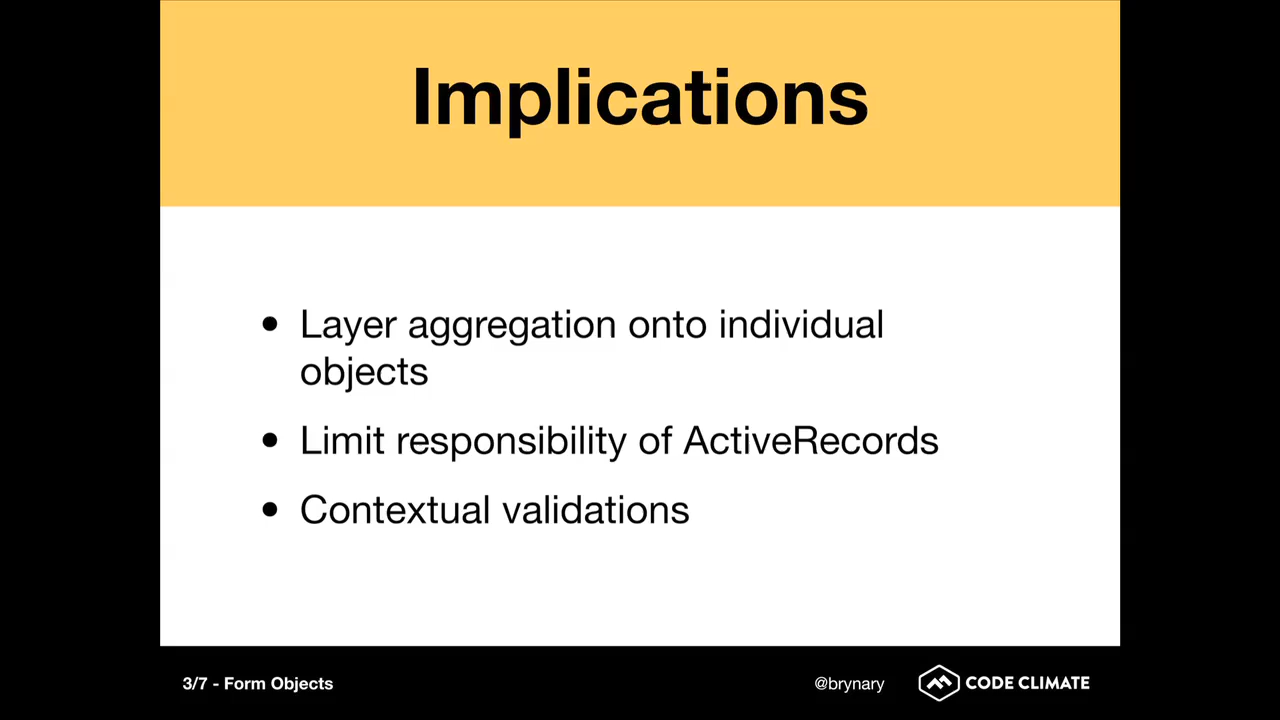 Implications
• Layer aggregation onto individual
objects
• Limit responsibility of ActiveRecords
• Contextual validations
3/7 - Form Objects
@brynary
CODE CLIMATE